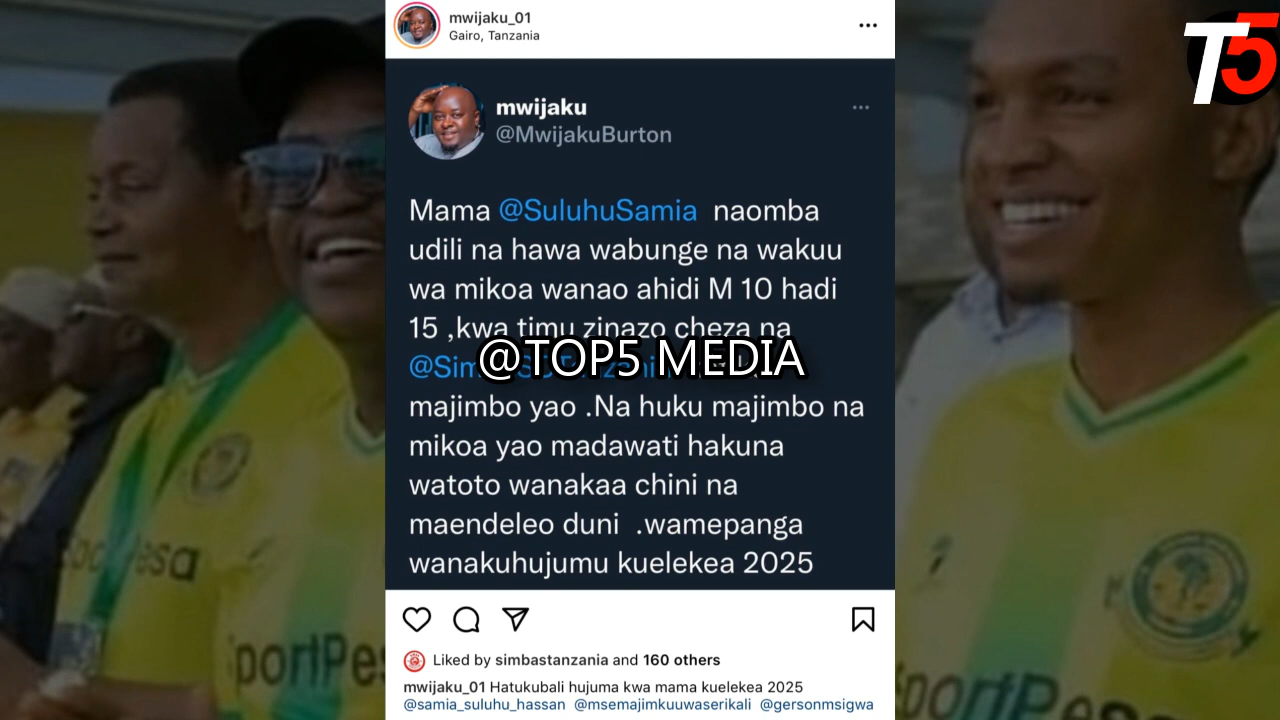 mwijaku_01
Gairo, Tanzania
T5
mwijaku
@MwijakuBurton
Mama @SuluhuSamia naomba
udili na hawa wabunge na wakuu
wa mikoa wanao ahidi M 10 hadi
15 ,kwa timu zinazo cheza na
@TOP5 MEDIA
majimbo yao .Na huku majimbo na
mikoa yao madawati hakuna
watoto wanakaa chini na
maendeleo duni .wamepanga
wanakuhujumu kuelekea 2025
Liked by simbastanzania and 160 others
mwijaku_01 Hatukubali hujuma kwa mama kuelekea 2025
@samia_suluhu_hassan @msemajimkuuwaserikali @gersonmsigwa